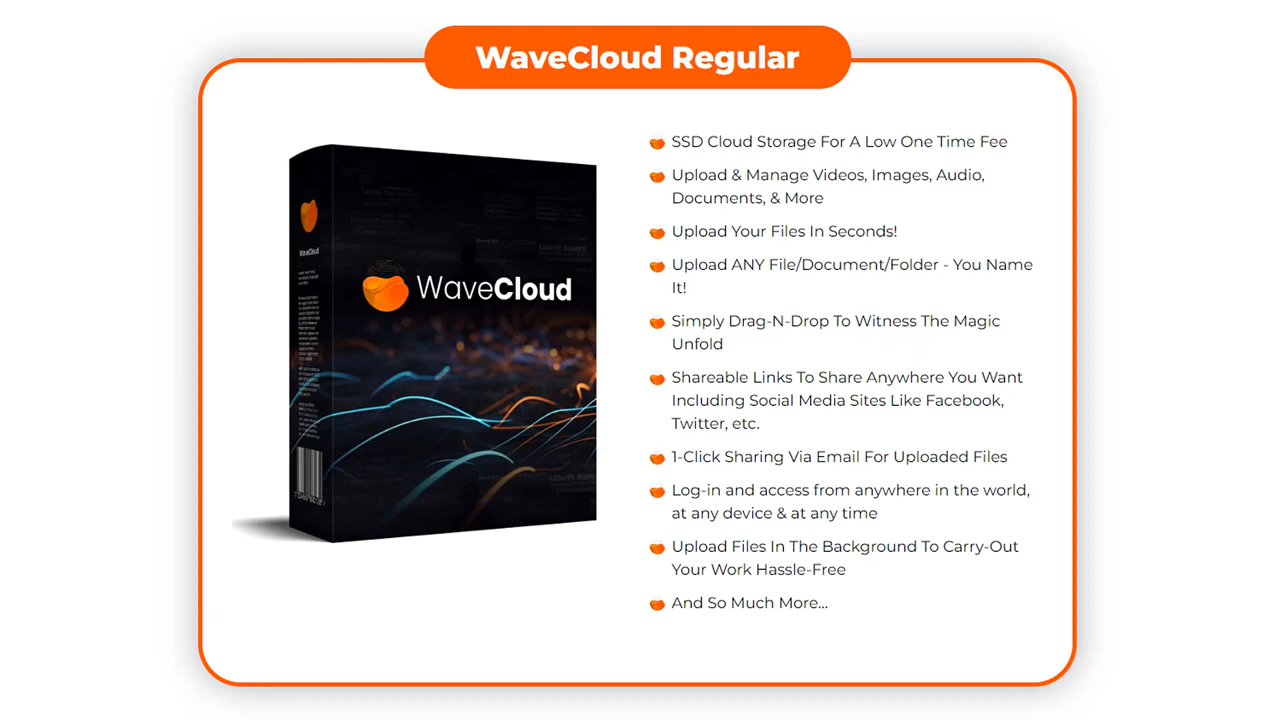 WaveCloud Regular
SSD Cloud Storage For A Low One Time Fee
Upload & Manage Videos, Images, Audio,
Documents, & More
Upload Your Files In Seconds!
Upload ANY File/Document/Folder - You Name
It!
Simply Drag-N-Drop To Witness The Magic
Unfold
Shareable Links To Share Anywhere You Want
Including Social Media Sites Like Facebook,
Twitter, etc.
1-Click Sharing Via Email For Uploaded Files
Log-in and access from anywhere in the world,
at any device & at any time
Upload Files In The Background To Carry-Out
Your Work Hassle-Free
And So Much More...
WaveCloud
WaveCloud